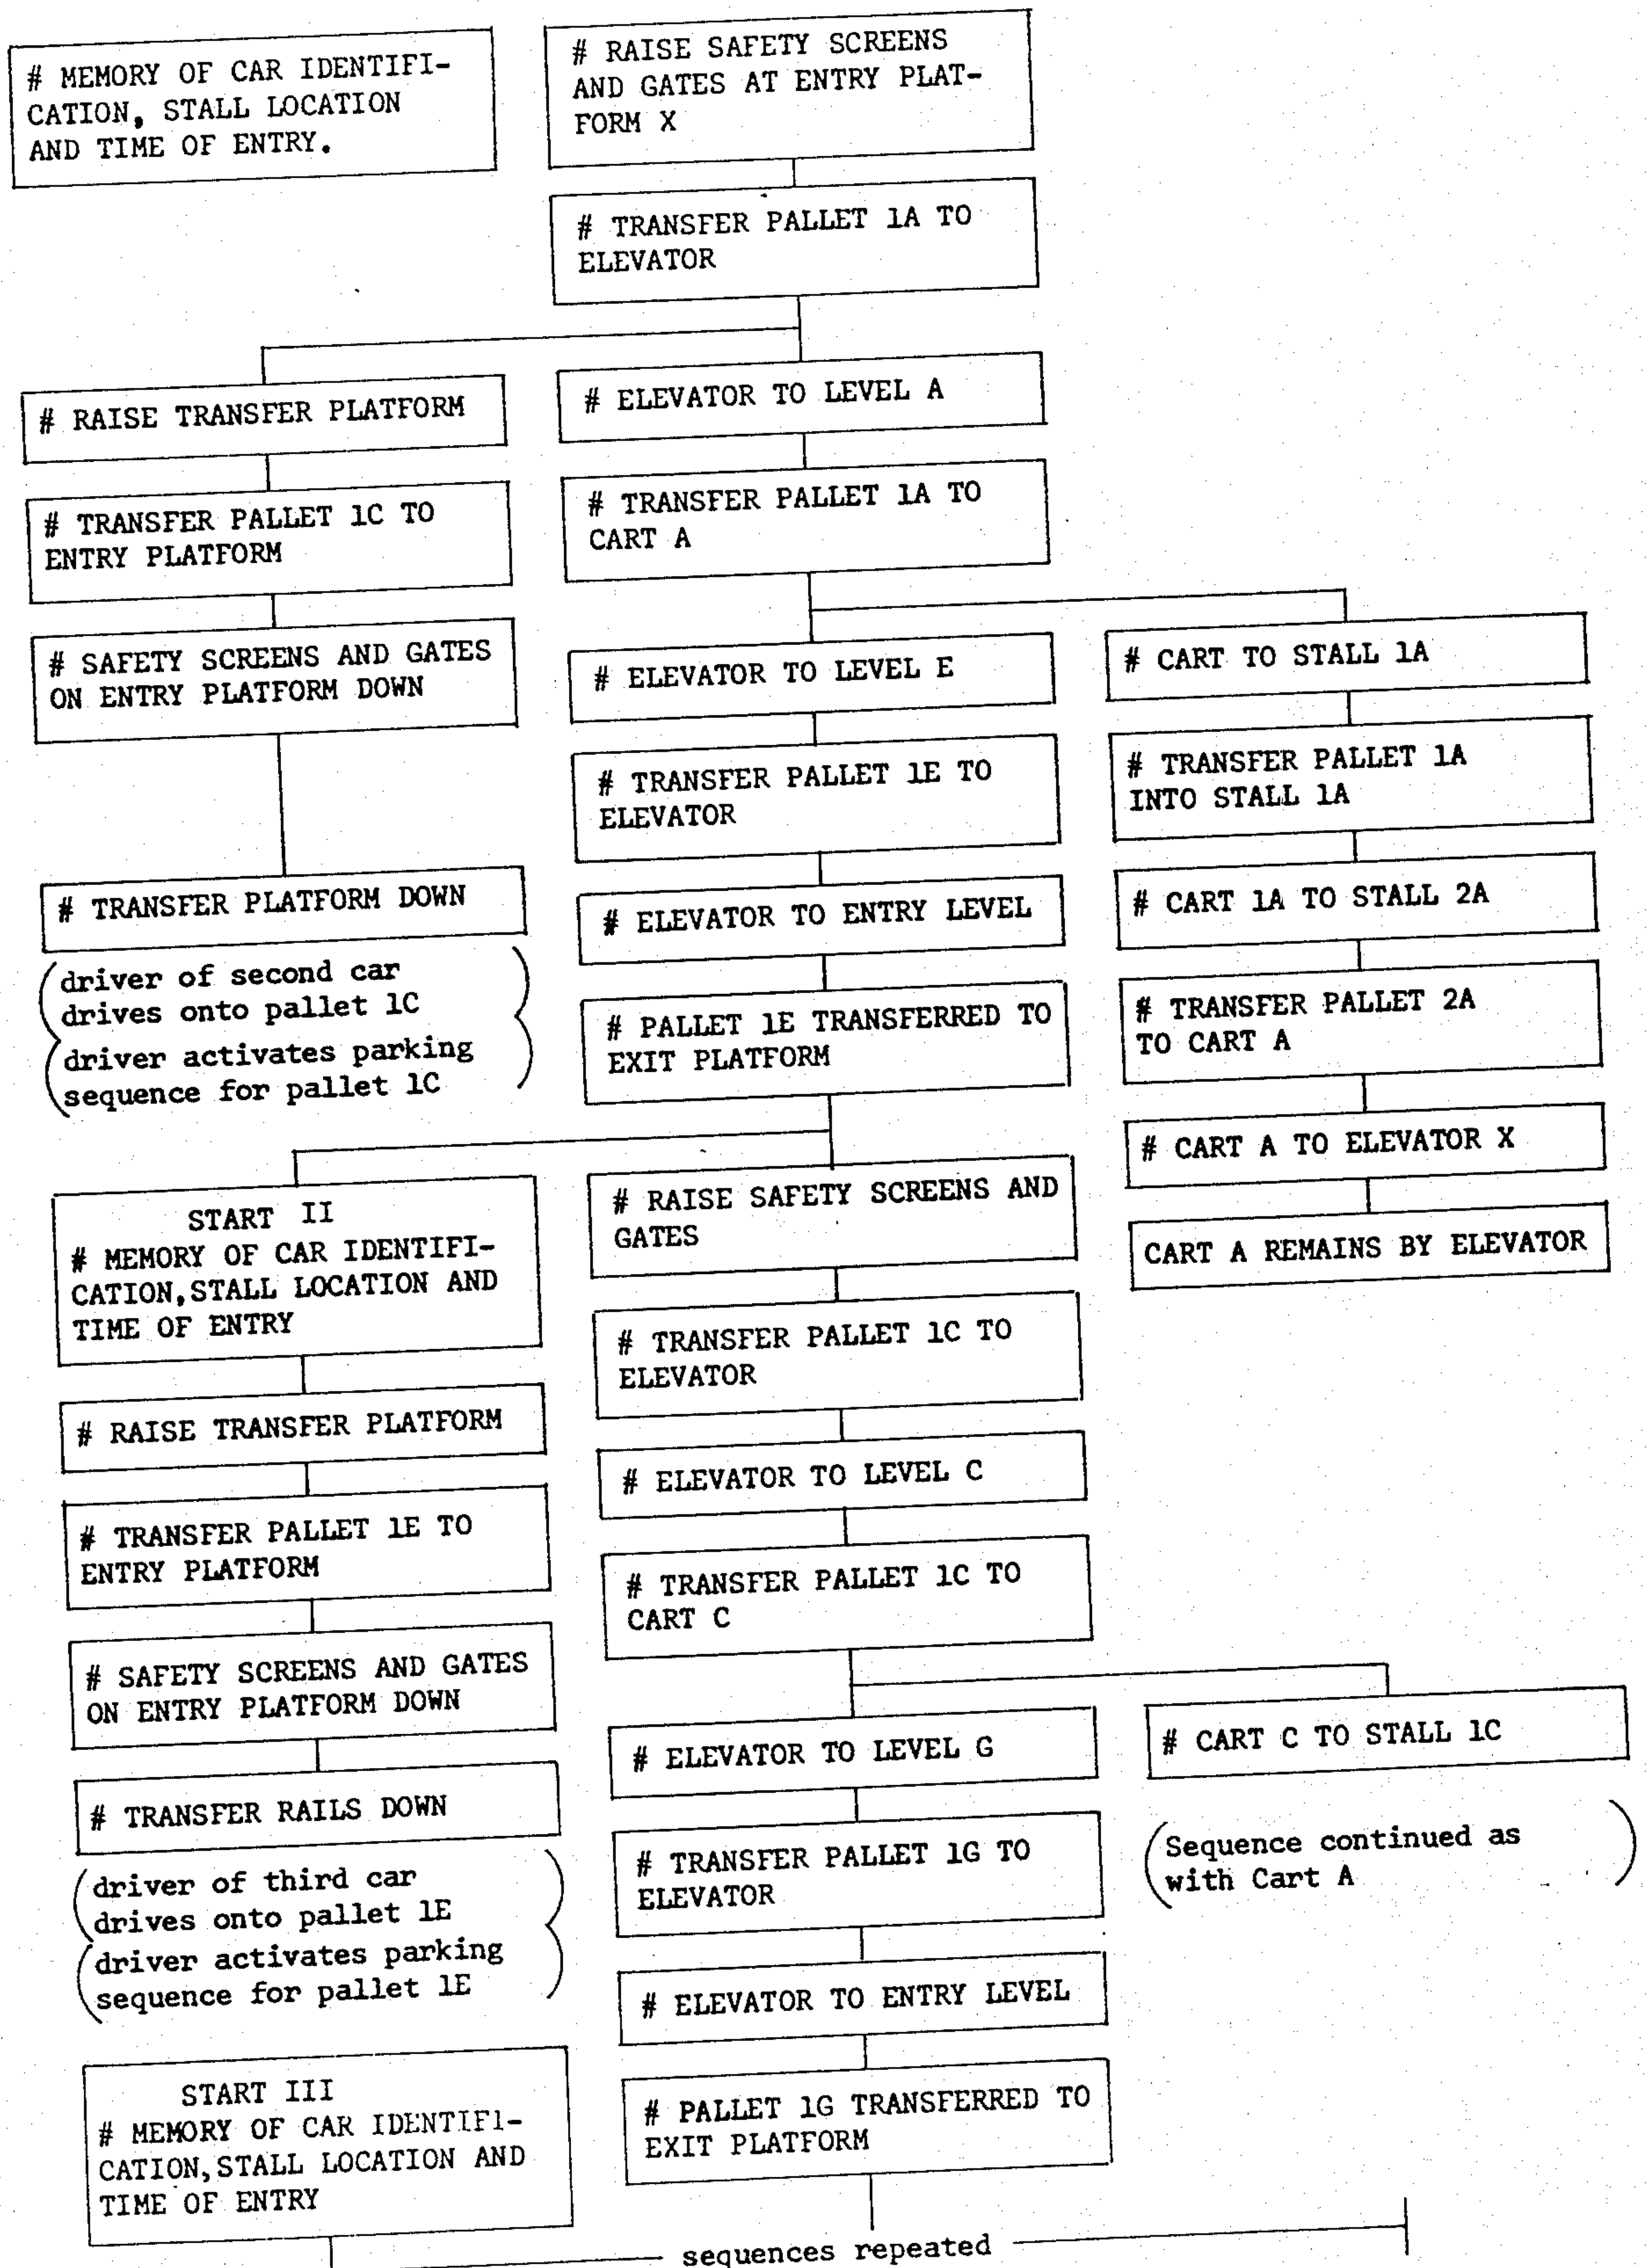 # MEMORY OF CAR IDENTIFI-
CATION, STALL LOCATION
AND TIME OF ENTRY.
# RAISE SAFETY SCREENS
AND GATES AT ENTRY PLAT-
FORM X
# TRANSFER PALLET 1A TO
ELEVATOR
# RAISE TRANSFER PLATFORM
# TRANSFER PALLET 1C TO
ENTRY PLATFORM
# SAFETY SCREENS AND GATES
ON ENTRY PLATFORM DOWN
# TRANSFER PLATFORM DOWN
(driver of second car
drives onto pallet 1C)
(driver activates parking
sequence for pallet 1C)
# ELEVATOR TO LEVEL A
# TRANSFER PALLET 1A TO
CART A
# ELEVATOR TO LEVEL E
# TRANSFER PALLET 1E TO
ELEVATOR
# ELEVATOR TO ENTRY LEVEL
# PALLET 1E TRANSFERRED TO
EXIT PLATFORM
# CART TO STALL 1A
# TRANSFER PALLET 1A
INTO STALL 1A
# CART 1A TO STALL 2A
# TRANSFER PALLET 2A
TO CART A
# CART A TO ELEVATOR X
CART A REMAINS BY ELEVATOR
START II
# MEMORY OF CAR IDENTIFI-
CATION, STALL LOCATION AND
TIME OF ENTRY
# RAISE TRANSFER PLATFORM
# TRANSFER PALLET 1E TO
ENTRY PLATFORM
# SAFETY SCREENS AND GATES
ON ENTRY PLATFORM DOWN
# TRANSFER RAILS DOWN
(driver of third car
drives onto pallet 1E)
(driver activates parking
sequence for pallet 1E)
START III
# MEMORY OF CAR IDENTIFI-
CATION, STALL LOCATION AND
TIME OF ENTRY
# RAISE SAFETY SCREENS AND
GATES
# TRANSFER PALLET 1C TO
ELEVATOR
# ELEVATOR TO LEVEL C
# TRANSFER PALLET 1C TO
CART C
# ELEVATOR TO LEVEL G
# TRANSFER PALLET 1G TO
ELEVATOR
# ELEVATOR TO ENTRY LEVEL
# PALLET 1G TRANSFERRED TO
EXIT PLATFORM
# CART C TO STALL 1C
(Sequence continued as
with Cart A)
sequences repeated